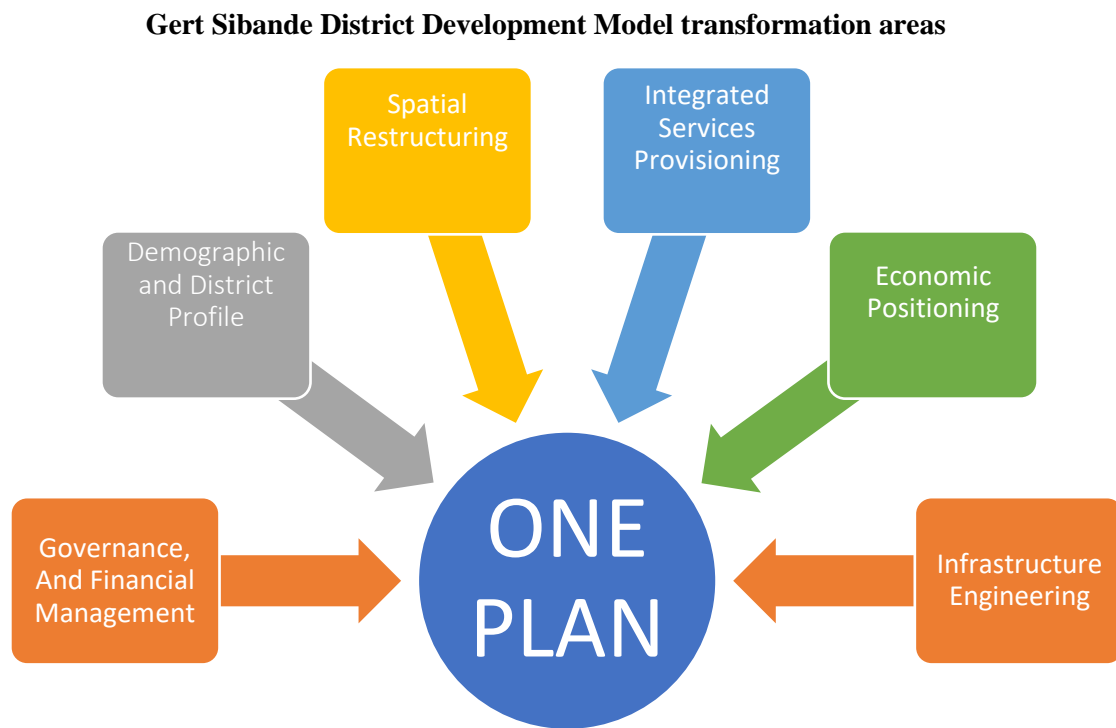 Gert Sibande District Development Model transformation areas
Spatial
Restructuring
Integrated
Services
Provisioning
Demographic
and District
Profile
Economic
Positioning
Governance,
And Financial
Management
ONE
PLAN
Infrastructure
Engineering